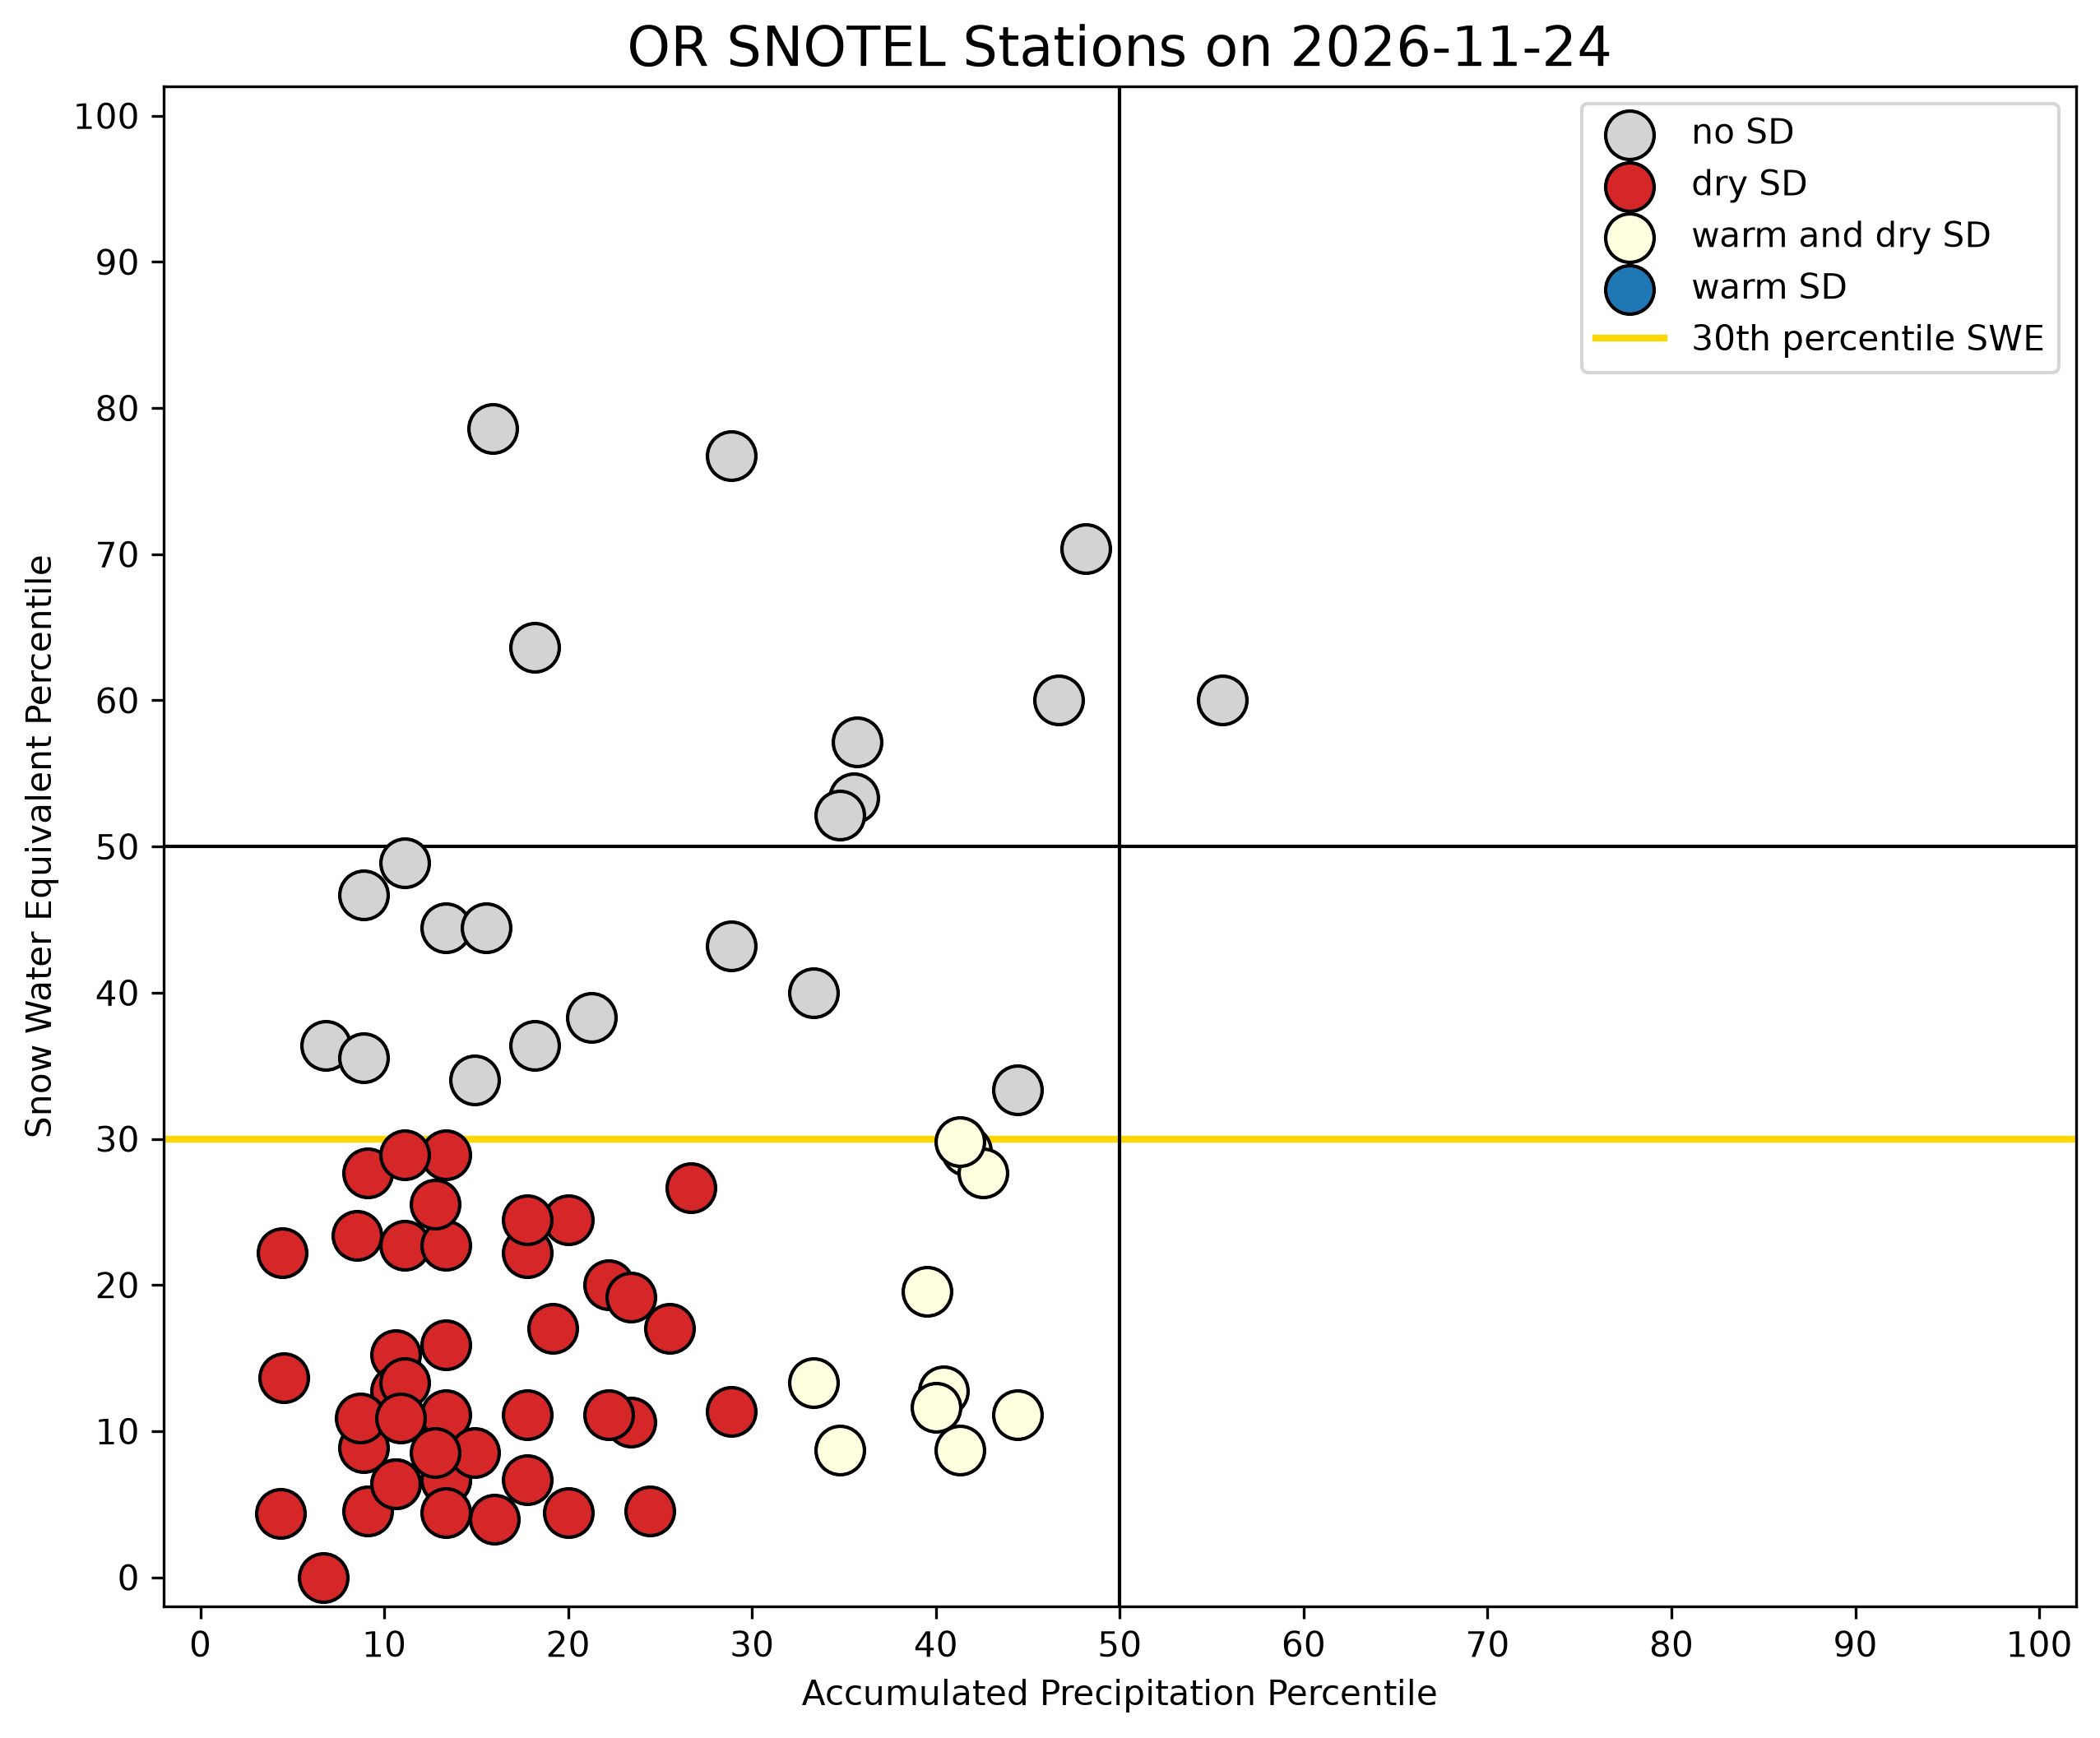 OR SNOTEL Stations on 2026-11-24
no SD
dry SD
warm and dry SD
warm SD
30th percentile SWE
Snow Water Equivalent Percentile
100
90
80
70
60
50
40
30
20
10
0
0 10 20 30 40 50 60 70 80 90 100
Accumulated Precipitation Percentile